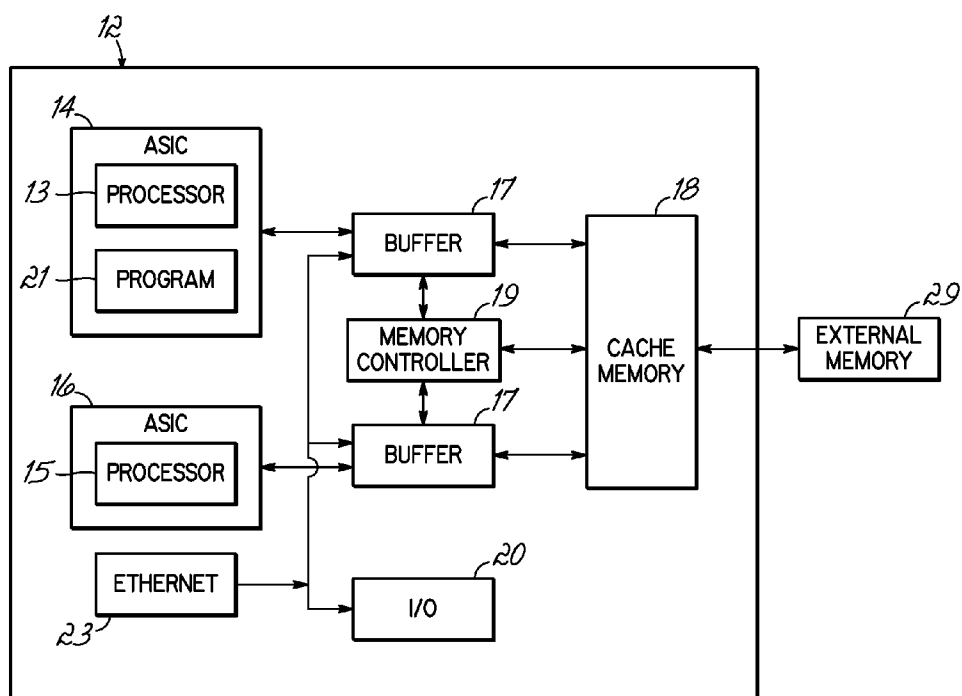 12
14
ASIC
13
PROCESSOR
21
PROGRAM
17
BUFFER
19
MEMORY
CONTROLLER
18
CACHE
MEMORY
29
EXTERNAL
MEMORY
16
ASIC
15
PROCESSOR
17
BUFFER
ETHERNET
23
20
I/O